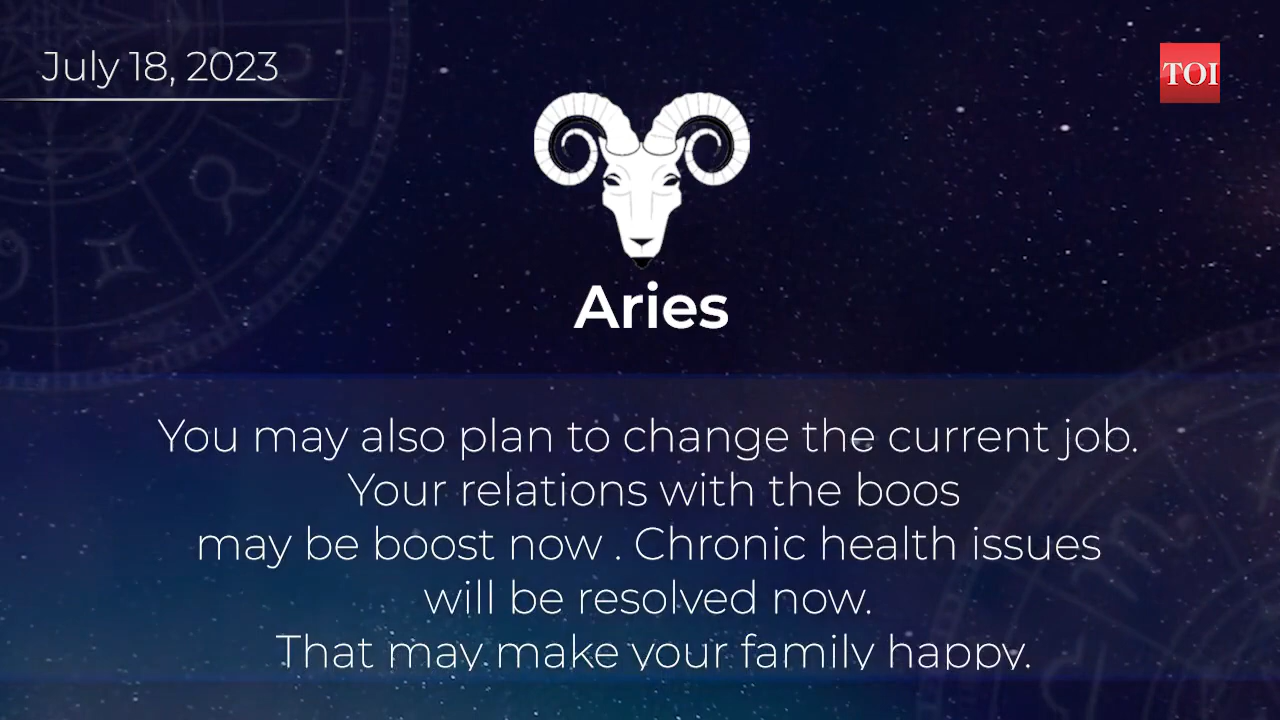 July 18, 2023
TOI
Aries
You may also plan to change the current job.
Your relations with the boos
may be boost now . Chronic health issues
will be resolved now.
That may make your family happy.